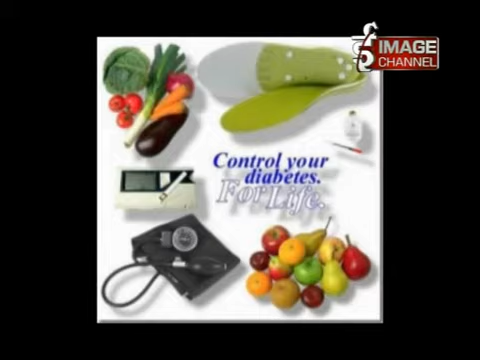 IMAGE
CHANNEL
Control your
diabetes.
For Life.